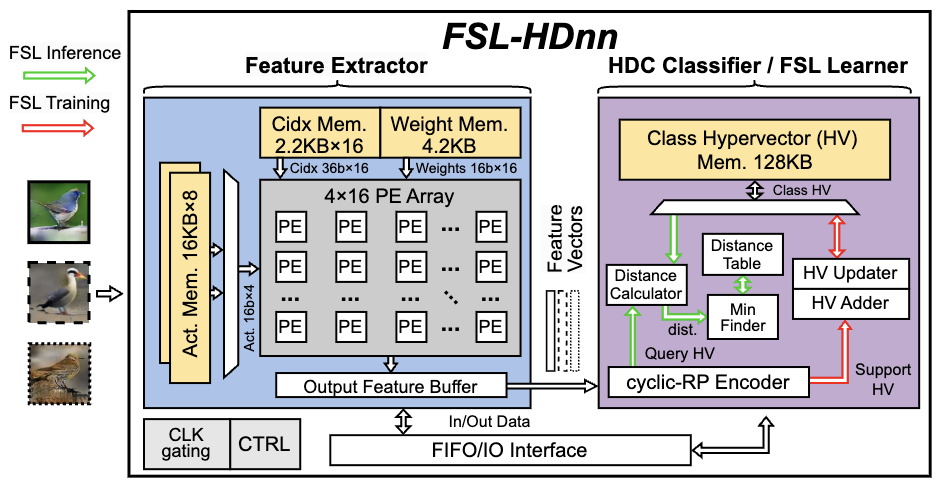 FSL-HDnn
FSL Inference
FSL Training
Feature Extractor
HDC Classifier / FSL Learner
Cidx Mem.
2.2KB×16
Weight Mem.
4.2KB
Cidx 36b×16
Weights 16b×16
Act. Mem. 16KB×8
Act. 16b×4
4×16 PE Array
PE PE PE ... PE
PE PE PE ... PE
... ... ... ⋱ ...
PE PE PE ... PE
Output Feature Buffer
Feature
Vectors
Class Hypervector (HV)
Mem. 128KB
Class HV
Distance
Calculator
Distance
Table
Min
Finder
dist.
HV Updater
HV Adder
Query HV
cyclic-RP Encoder
Support
HV
In/Out Data
CLK
gating
CTRL
FIFO/IO Interface